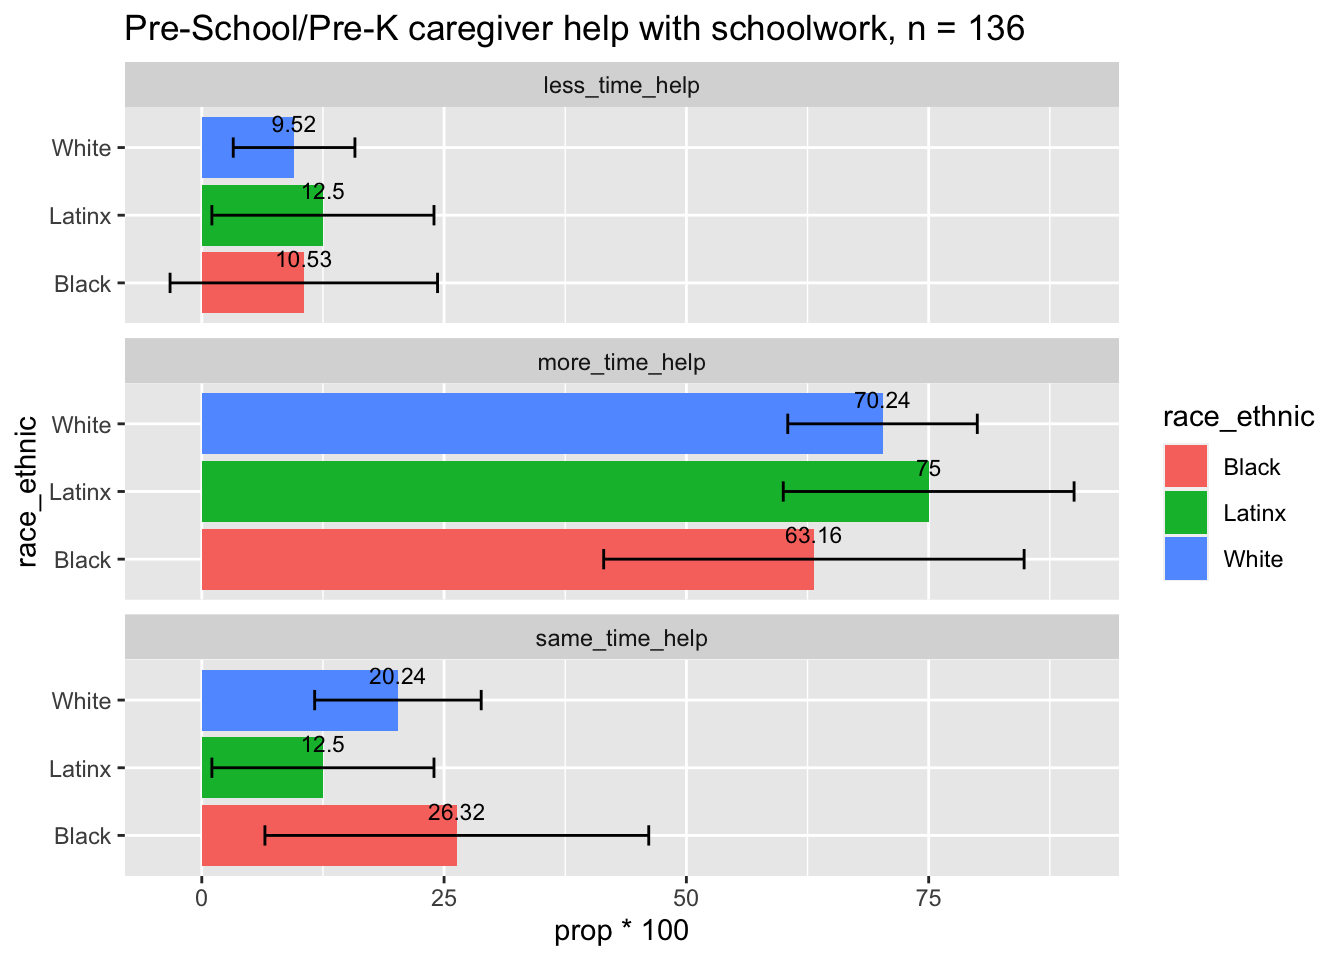 Pre-School/Pre-K caregiver help with schoolwork, n = 136
less_time_help
White
9.52
Latinx
12.5
Black
10.53
more_time_help
White
70.24
Latinx
75
Black
63.16
same_time_help
White
20.24
Latinx
12.5
Black
26.32
0 25 50 75
prop * 100
race_ethnic
race_ethnic
Black
Latinx
White